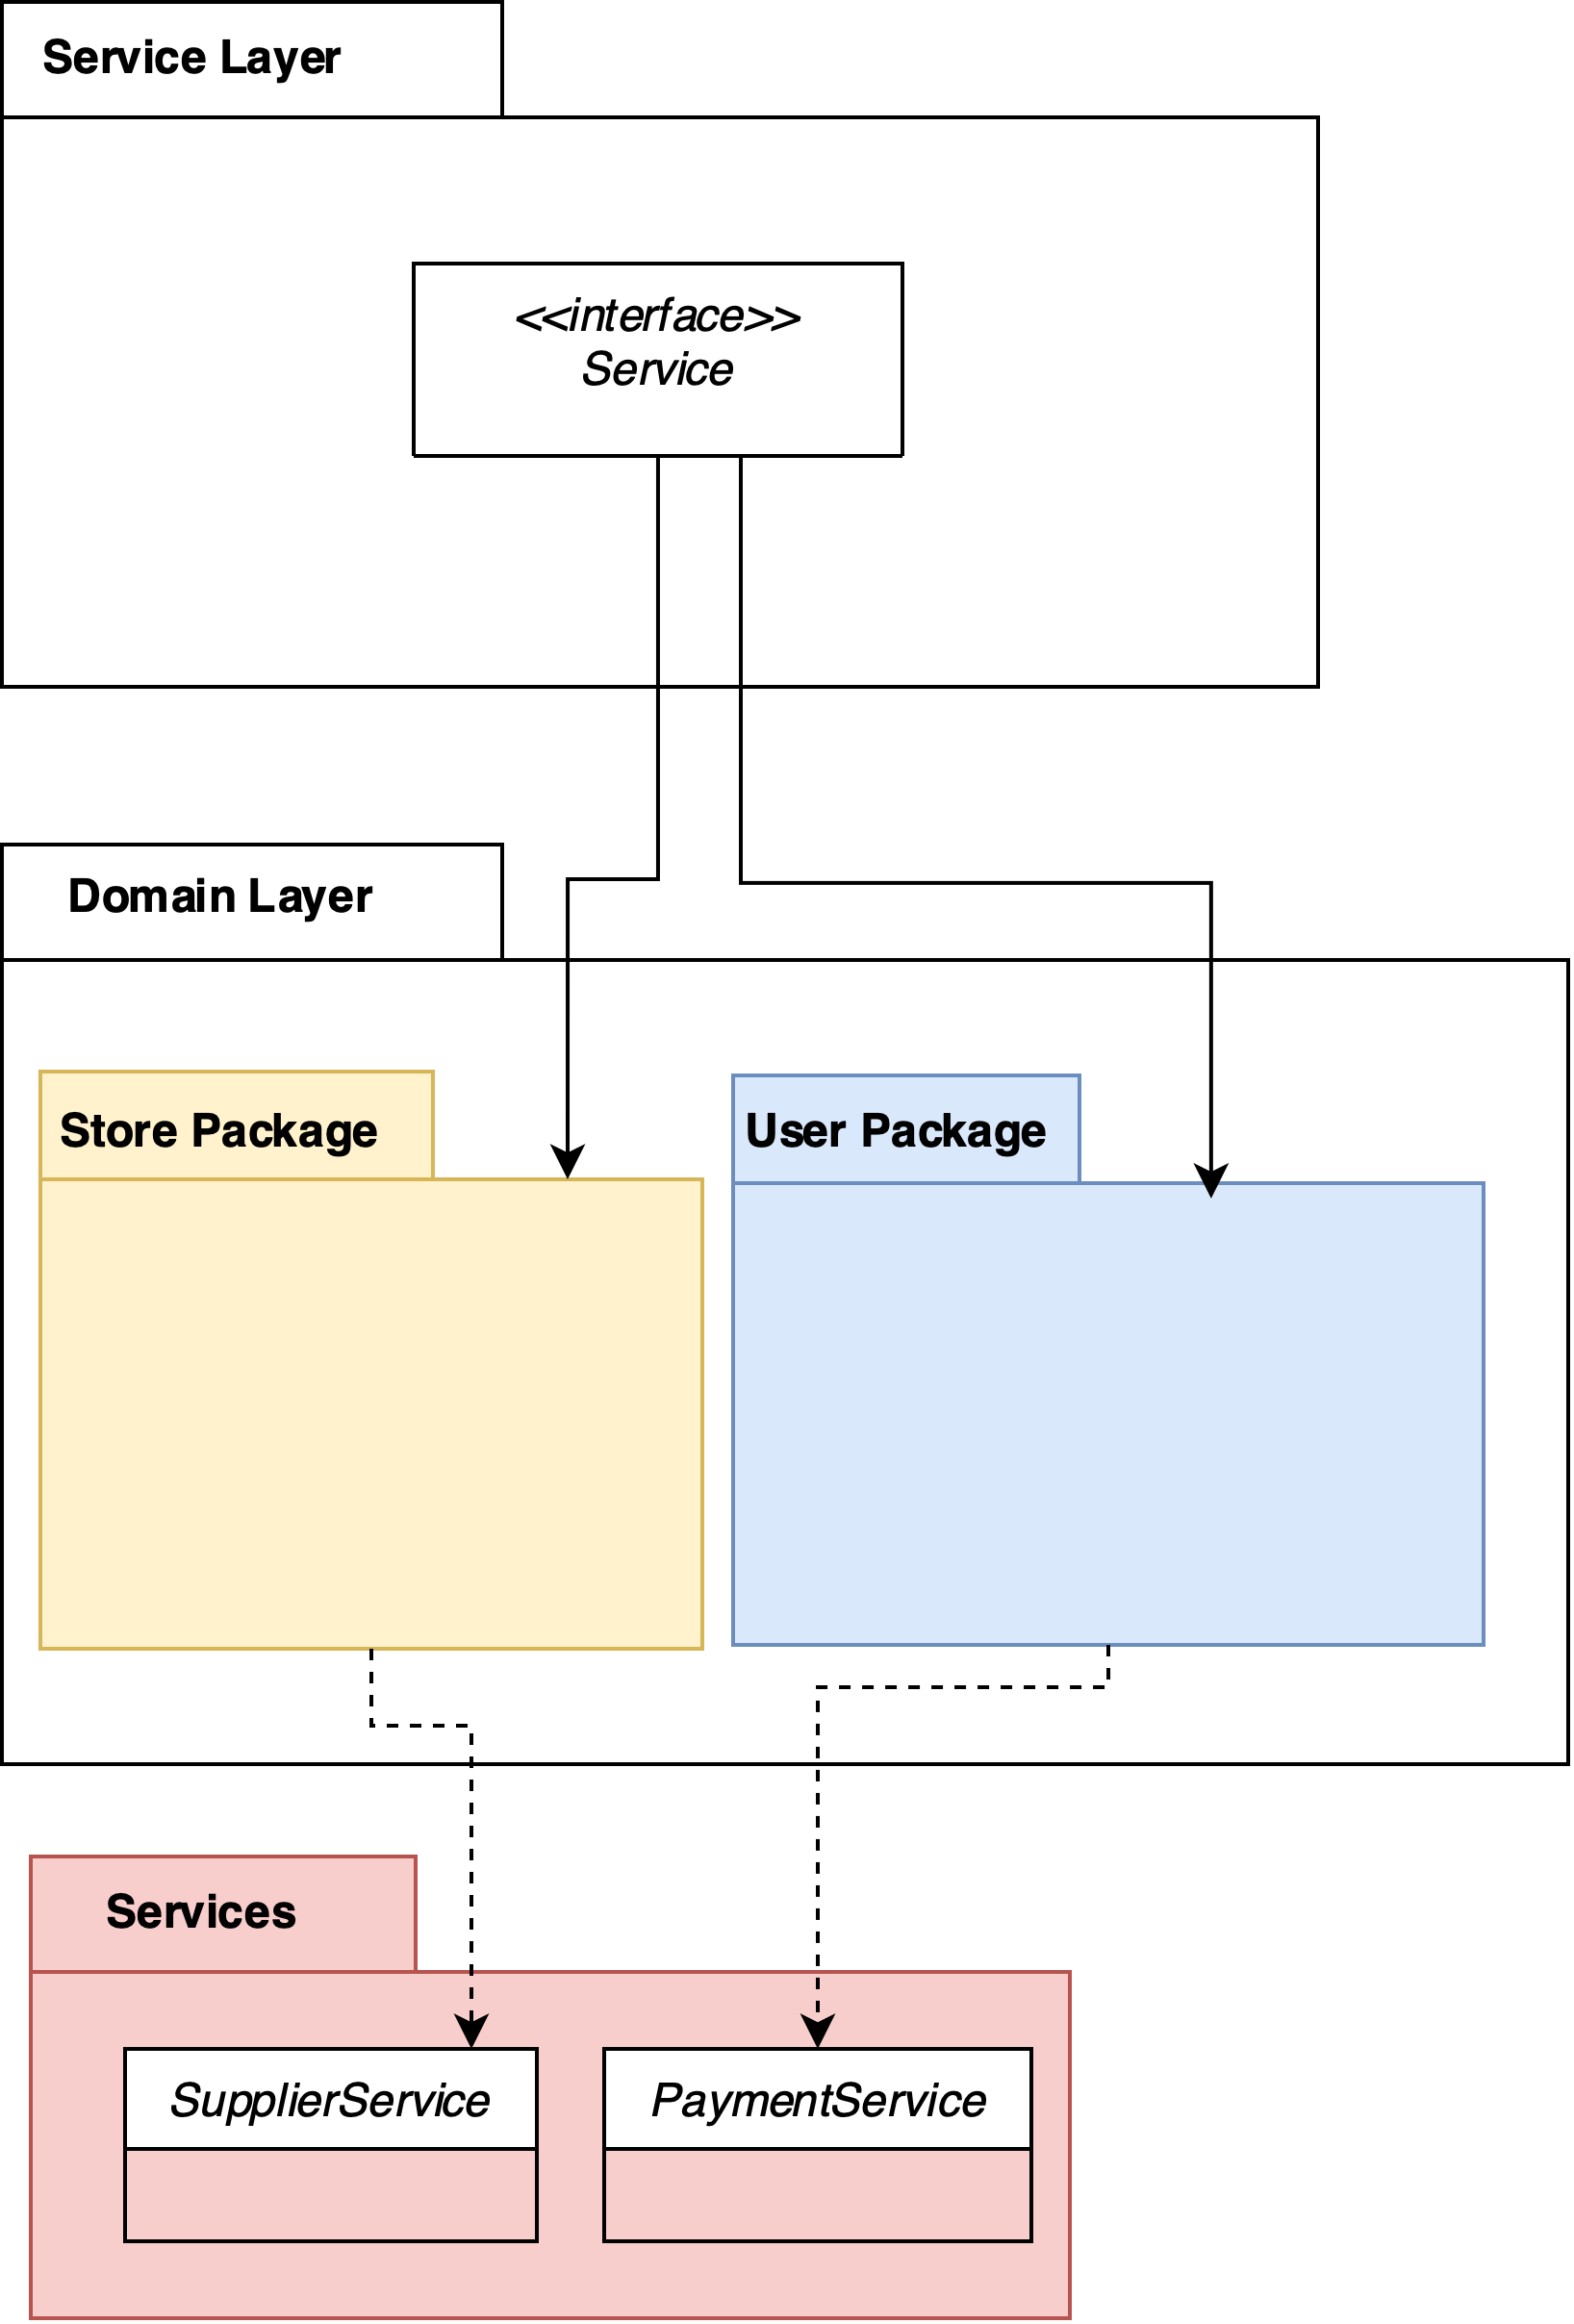 Service Layer
<<interface>>
Service
Domain Layer
Store Package
User Package
Services
SupplierService
PaymentService